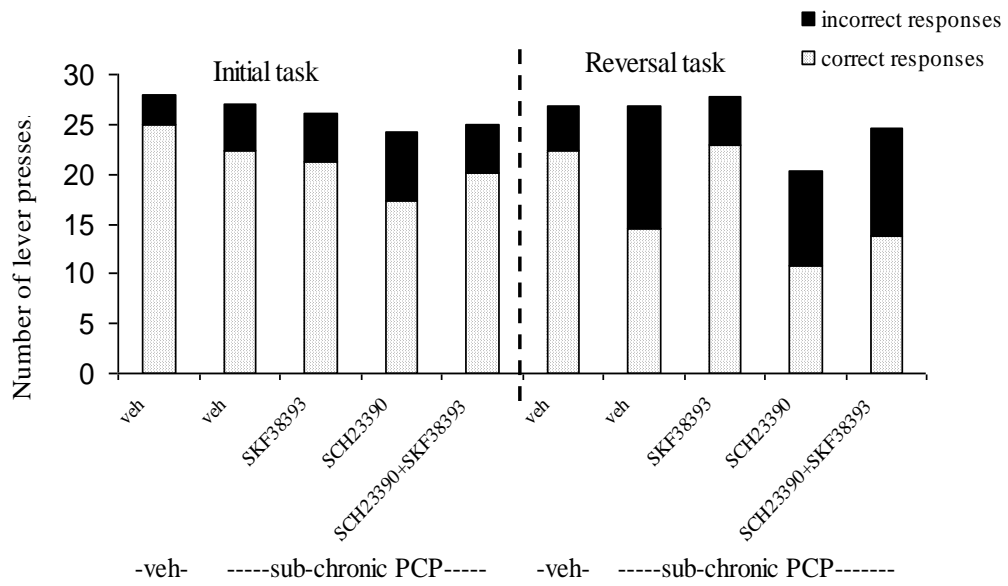 incorrect responses
correct responses
Initial task
Reversal task
Number of lever presses.
30
25
20
15
10
5
0
veh
veh
SKF38393
SCH23390
SCH23390+SKF38393
veh
veh
SKF38393
SCH23390
SCH23390+SKF38393
-veh- -----sub-chronic PCP----- -veh- -----sub-chronic PCP-------